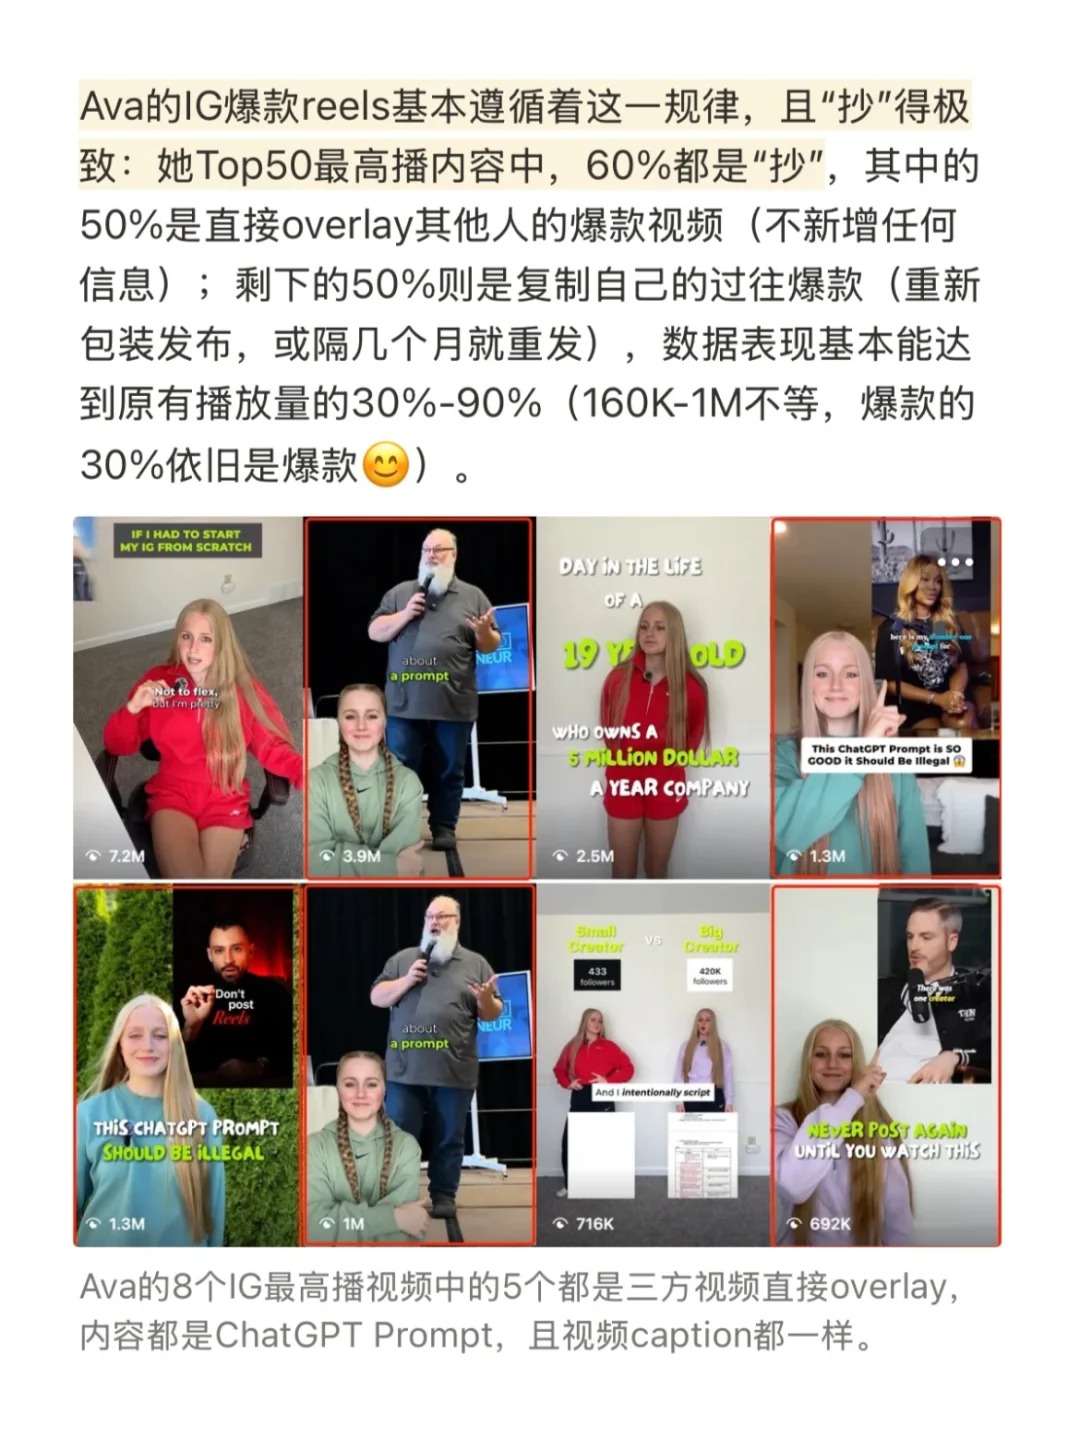 Ava的IG爆款reels基本遵循着这一规律，且“抄”得极
致：她Top50最高播内容中，60%都是“抄”，其中的
50%是直接overlay其他人的爆款视频（不新增任何
信息）；剩下的50%则是复制自己的过往爆款（重新
包装发布，或隔几个月就重发），数据表现基本能达
到原有播放量的30%-90%（160K-1M不等，爆款的
30%依旧是爆款😊）。
IF I HAD TO START
MY IG FROM SCRATCH
Not to flex,
but I'm pretty
7.2M
NEUR
about
a prompt
3.9M
DAY IN THE LIFE
OF A
19 YE OLD
WHO OWNS A
5 MILLION DOLLAR
A YEAR COMPANY
2.5M
here is my number one
prompt for
This ChatGPT Prompt is SO
GOOD it Should Be Illegal 😱
1.3M
Don't
post
Reels
THIS CHATGPT PROMPT
SHOULD BE ILLEGAL
1.3M
NEUR
about
a prompt
1M
Small
Creator
vs
Big
Creator
433
followers
420K
followers
And I intentionally script
716K
There was
one creator
NEVER POST AGAIN
UNTIL YOU WATCH THIS
692K
Ava的8个IG最高播视频中的5个都是三方视频直接overlay，
内容都是ChatGPT Prompt，且视频caption都一样。